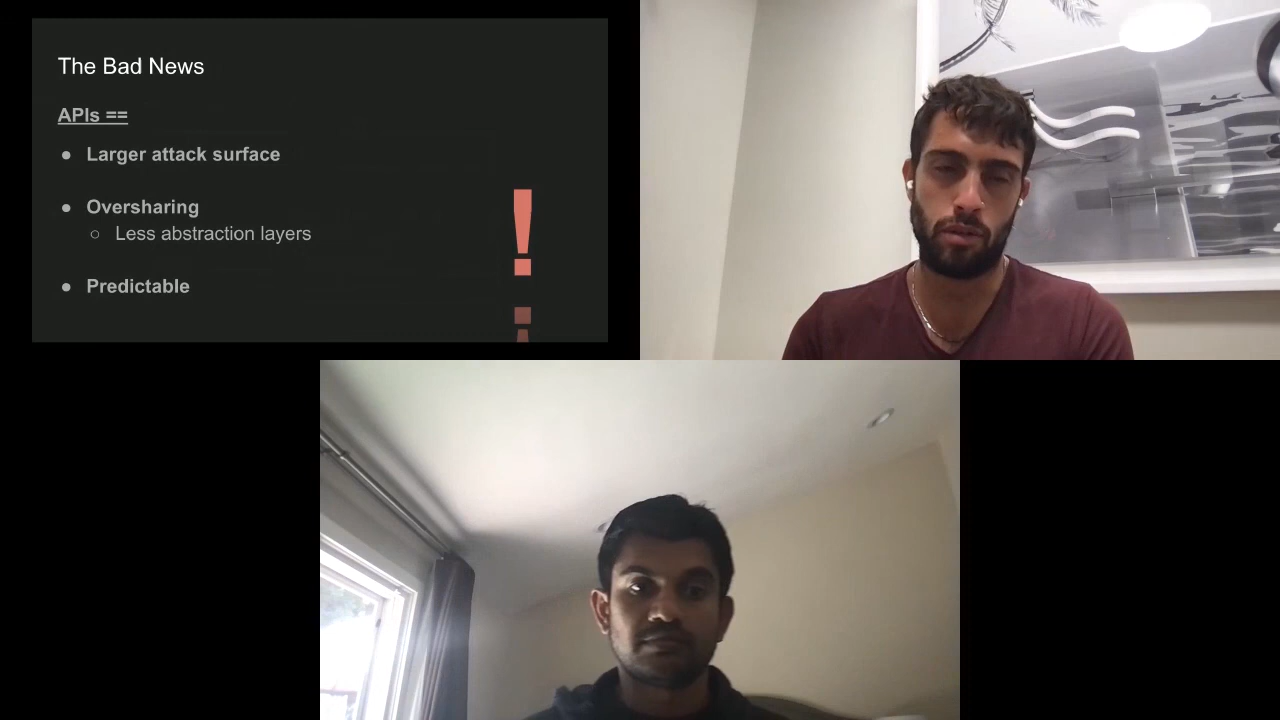 The Bad News
APIs ==
● Larger attack surface
● Oversharing
○ Less abstraction layers
● Predictable
!